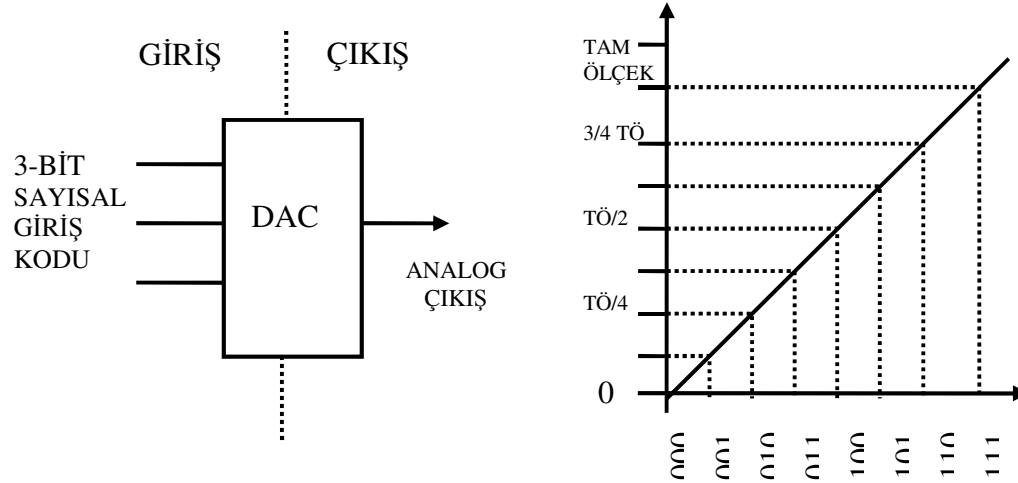 GİRİŞ
ÇIKIŞ
3-BİT
SAYISAL
GİRİŞ
KODU
DAC
ANALOG
ÇIKIŞ
TAM
ÖLÇEK
3/4 TÖ
TÖ/2
TÖ/4
0
000
001
010
011
100
101
110
111